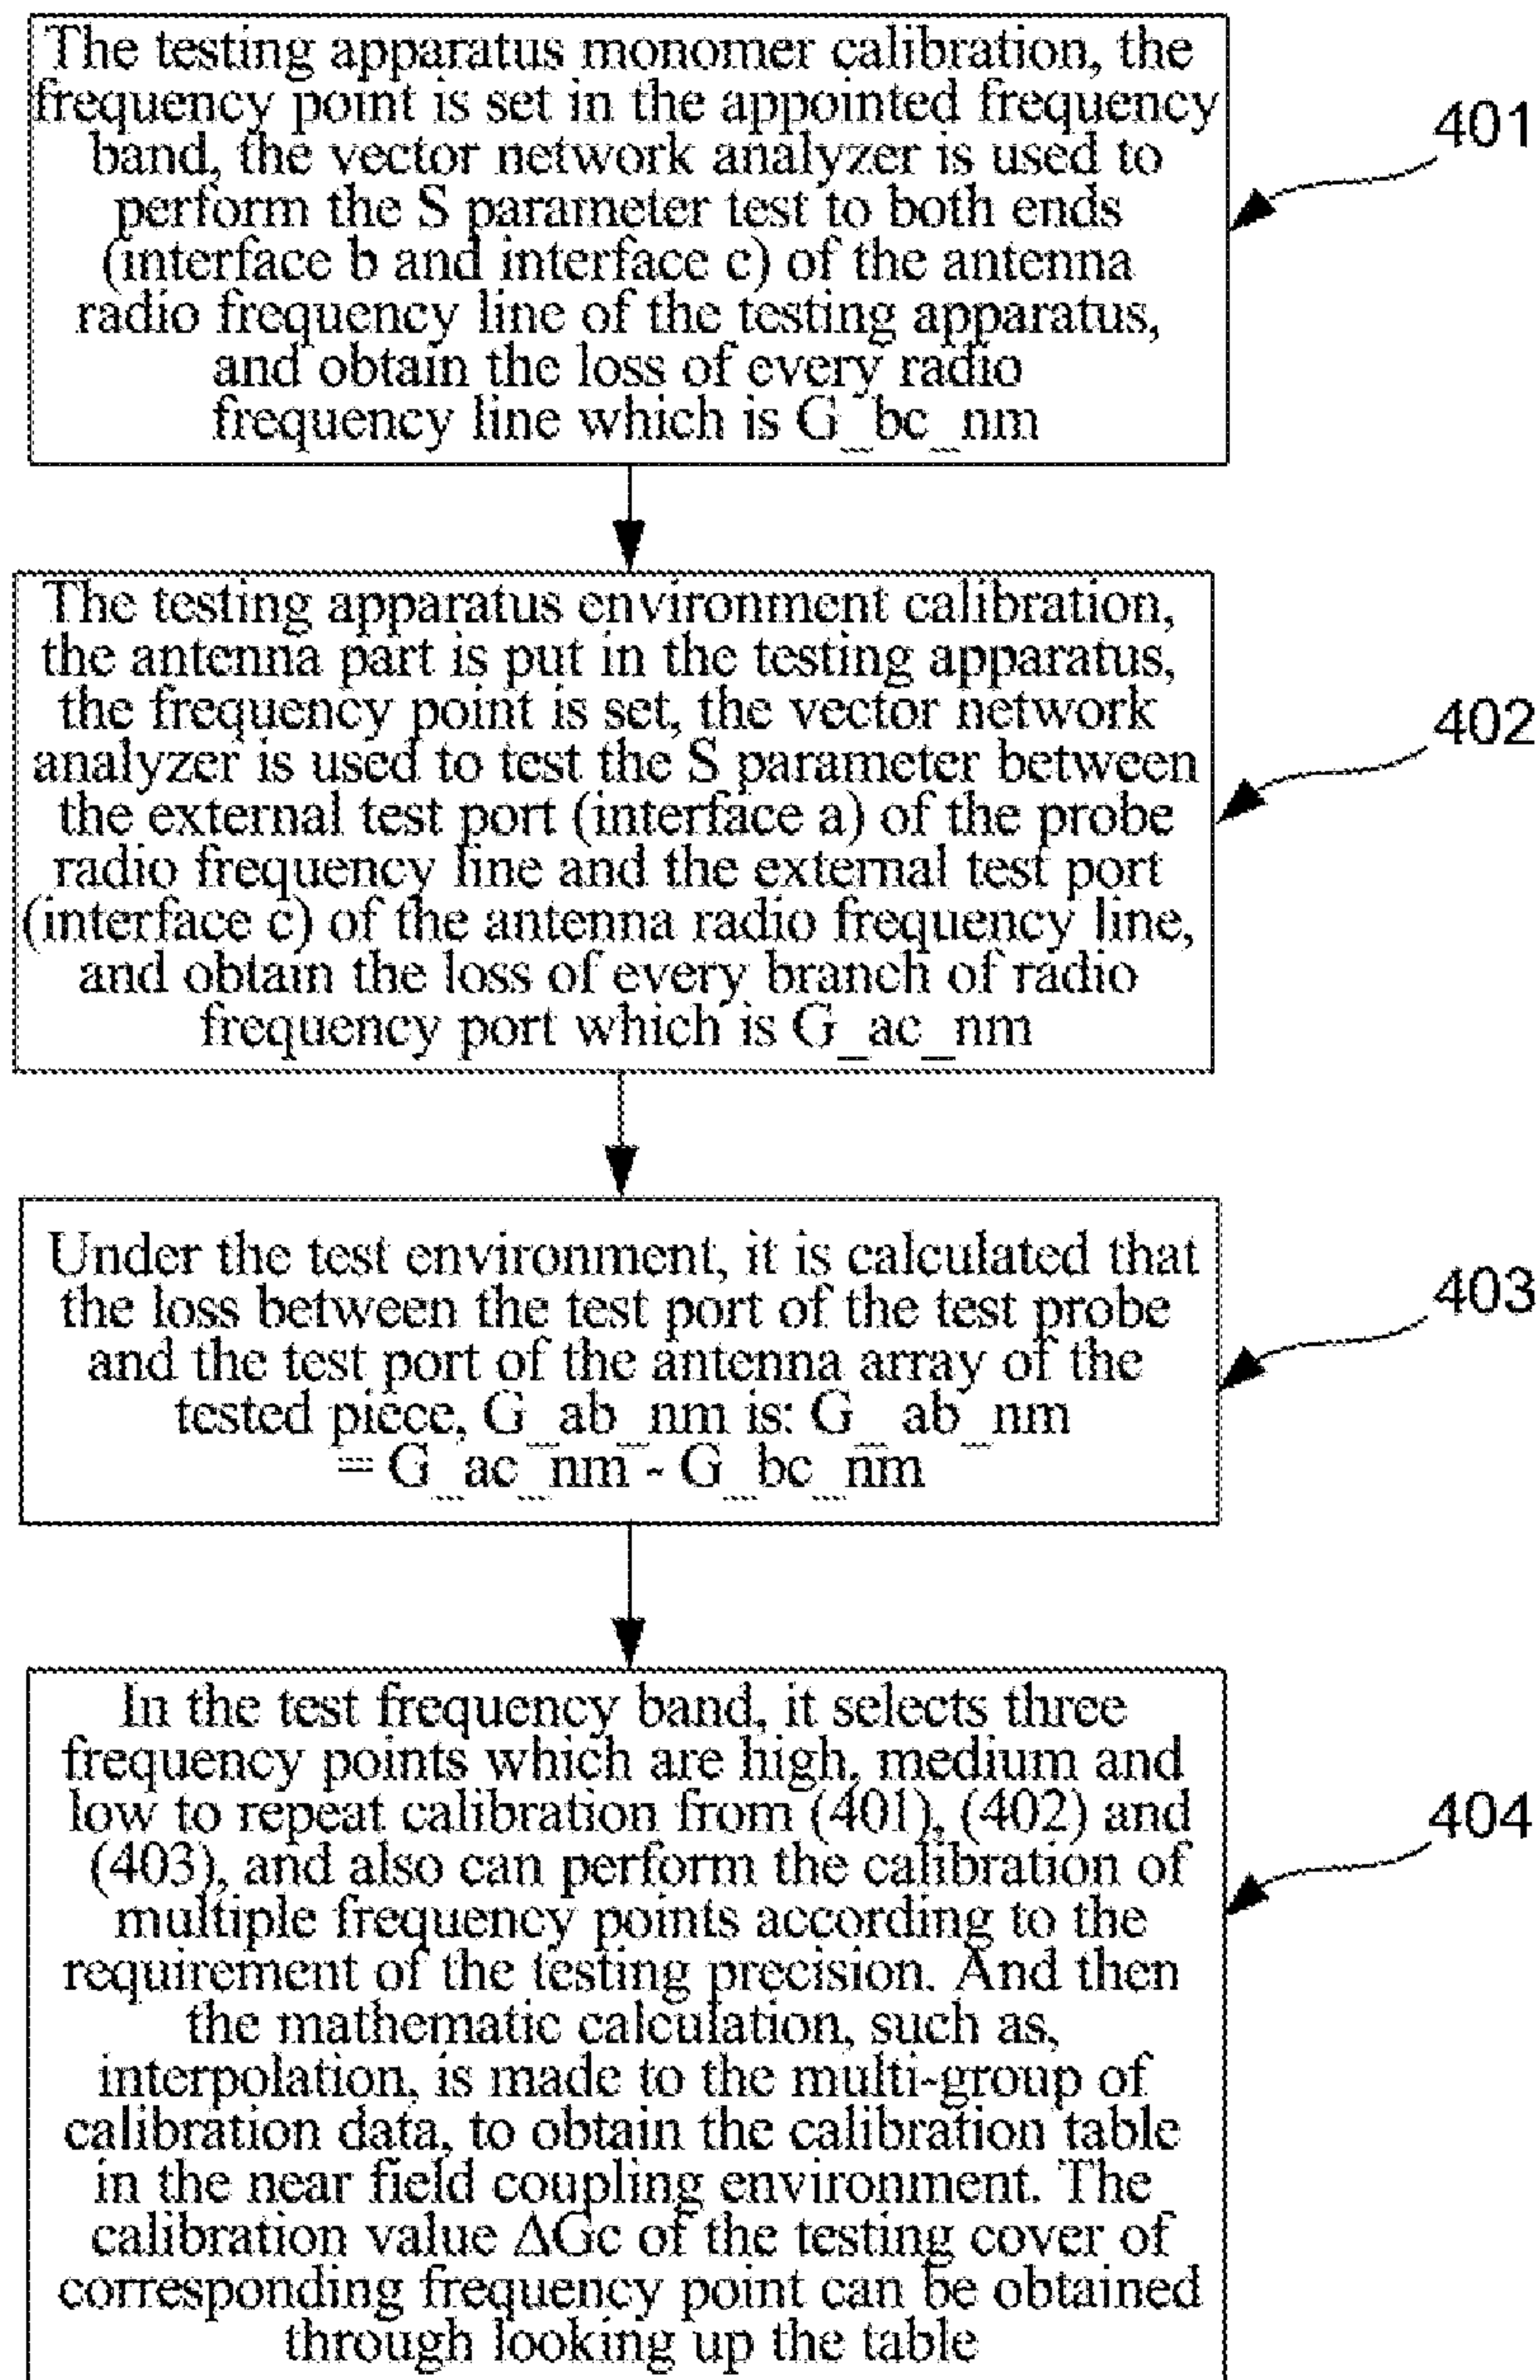 The testing apparatus monomer calibration, the
frequency point is set in the appointed frequency
band, the vector network analyzer is used to
perform the S parameter test to both ends
(interface b and interface c) of the antenna
radio frequency line of the testing apparatus,
and obtain the loss of every radio
frequency line which is G_bc_nm
401
The testing apparatus environment calibration,
the antenna part is put in the testing apparatus,
the frequency point is set, the vector network
analyzer is used to test the S parameter between
the external test port (interface a) of the probe
radio frequency line and the external test port
(interface c) of the antenna radio frequency line,
and obtain the loss of every branch of radio
frequency port which is G_ac_nm
402
Under the test environment, it is calculated that
the loss between the test port of the test probe
and the test port of the antenna array of the
tested piece, G_ab_nm is: G_ab_nm
= G_ac_nm - G_bc_nm
403
In the test frequency band, it selects three
frequency points which are high, medium and
low to repeat calibration from (401), (402) and
(403), and also can perform the calibration of
multiple frequency points according to the
requirement of the testing precision. And then
the mathematic calculation, such as,
interpolation, is made to the multi-group of
calibration data, to obtain the calibration table
in the near field coupling environment. The
calibration value ΔGc of the testing cover of
corresponding frequency point can be obtained
through looking up the table
404